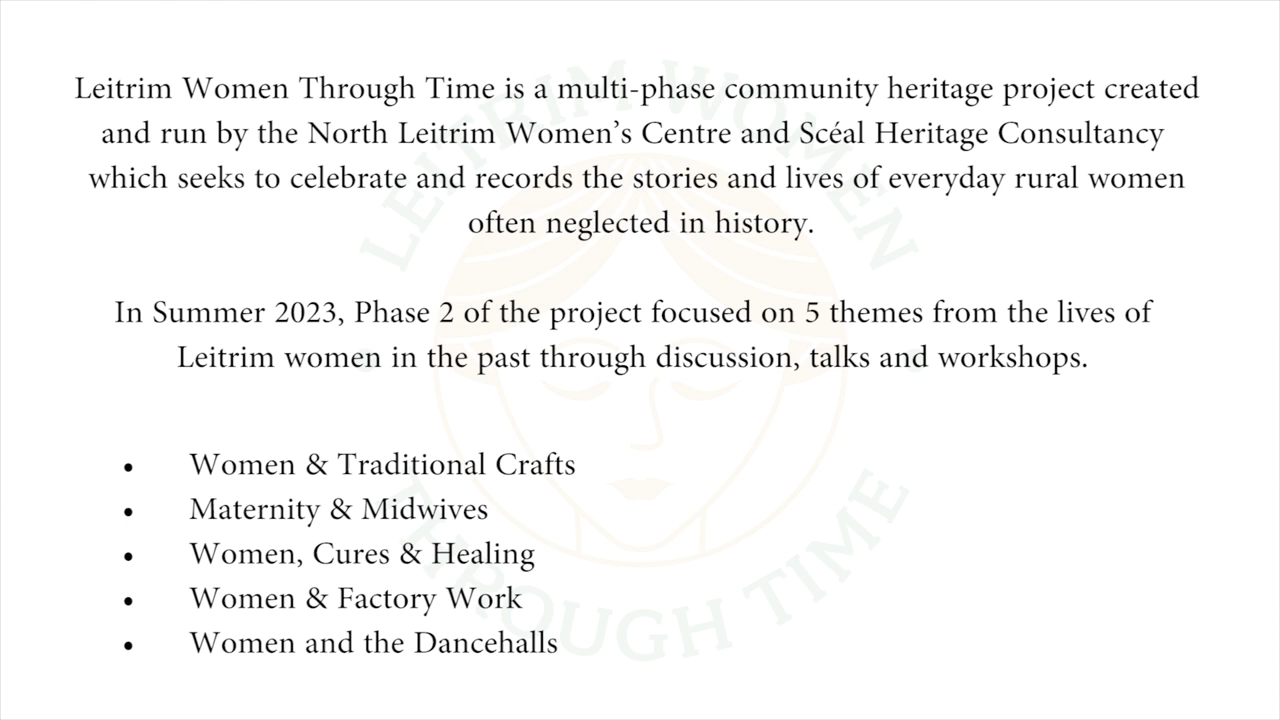 Leitrim Women Through Time is a multi-phase community heritage project created
and run by the North Leitrim Women’s Centre and Scéal Heritage Consultancy
which seeks to celebrate and records the stories and lives of everyday rural women
often neglected in history.
In Summer 2023, Phase 2 of the project focused on 5 themes from the lives of
Leitrim women in the past through discussion, talks and workshops.
• Women & Traditional Crafts
• Maternity & Midwives
• Women, Cures & Healing
• Women & Factory Work
• Women and the Dancehalls
LEITRIM WOMEN
THROUGH TIME